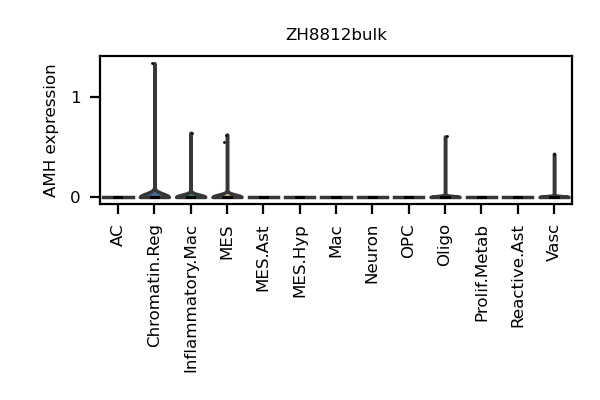 ZH8812bulk
AMH expression
1
0
AC
Chromatin.Reg
Inflammatory.Mac
MES
MES.Ast
MES.Hyp
Mac
Neuron
OPC
Oligo
Prolif.Metab
Reactive.Ast
Vasc